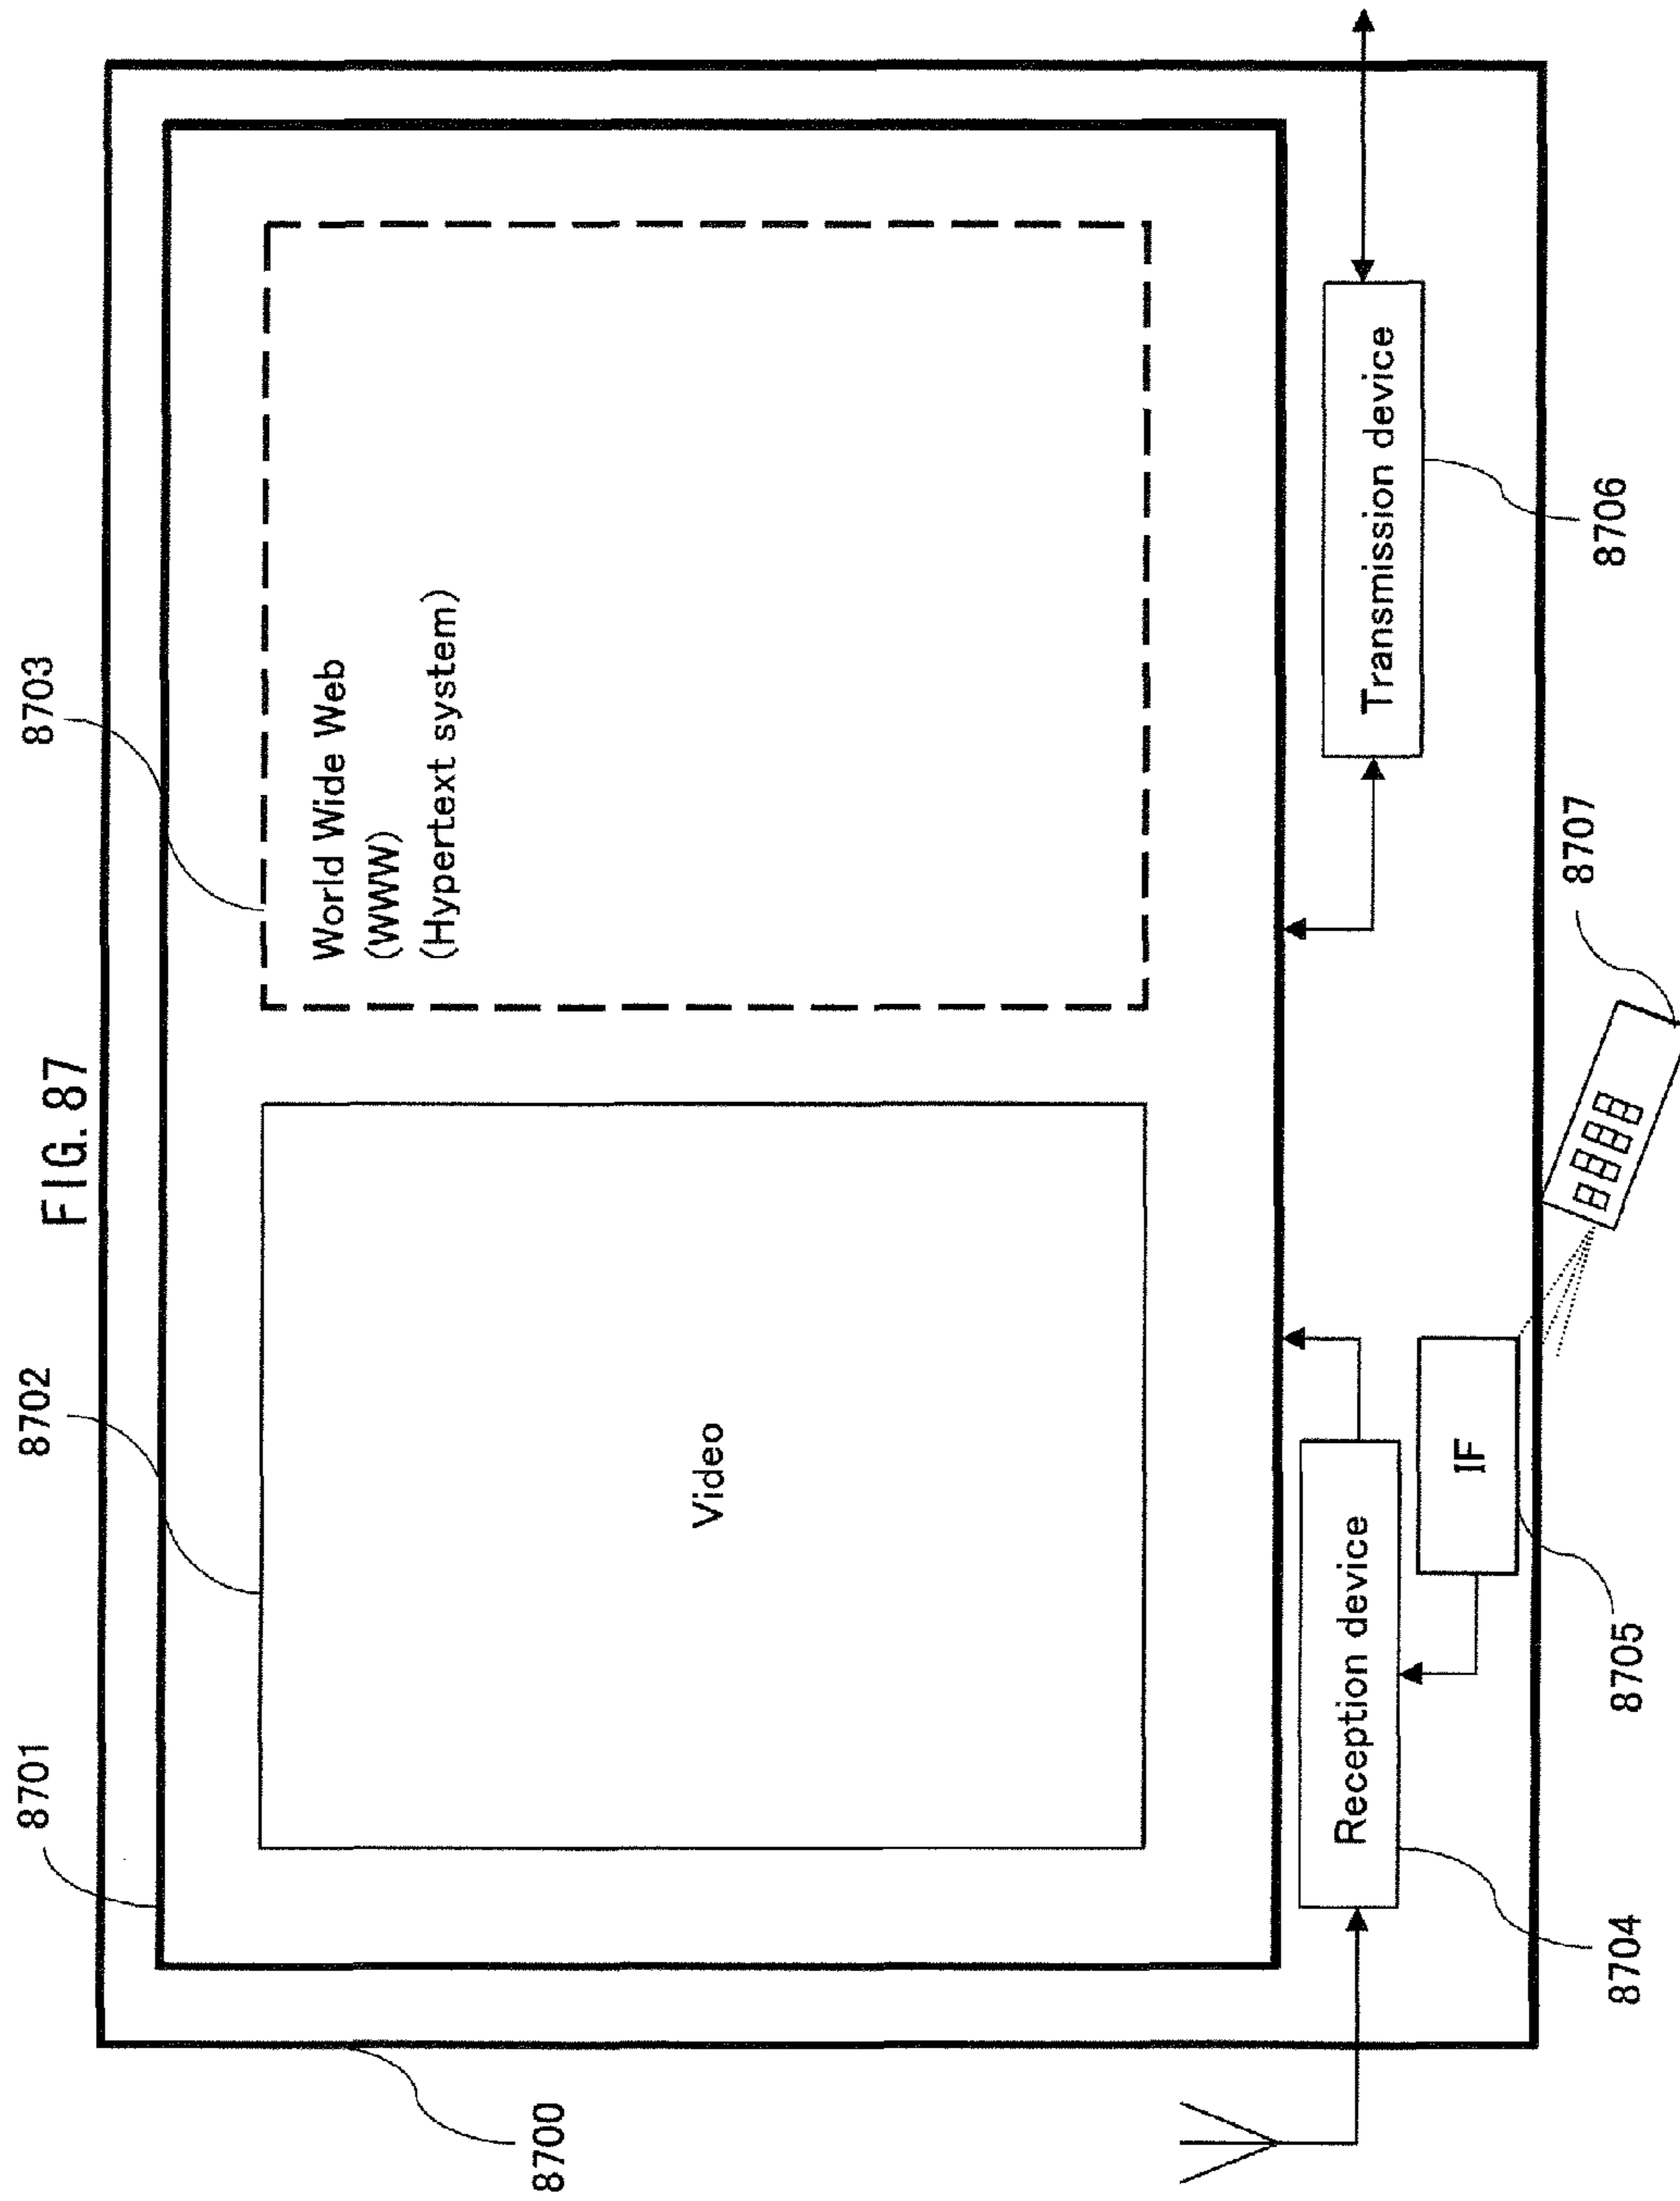 FIG. 87
8701
8702
8703
8700
Video
World Wide Web
(WWW)
(Hypertext system)
Reception device
Transmission device
IF
8704
8705
8707
8706